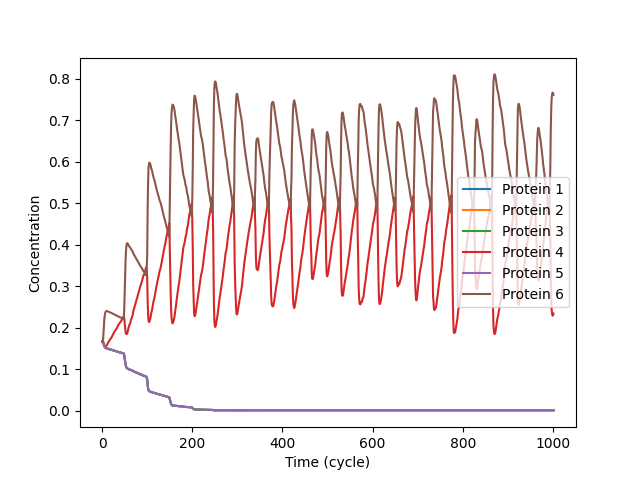 0.8
0.7
0.6
0.5
0.4
0.3
0.2
0.1
0.0
Concentration
0
200
400
600
800
1000
Time (cycle)
Protein 1
Protein 2
Protein 3
Protein 4
Protein 5
Protein 6